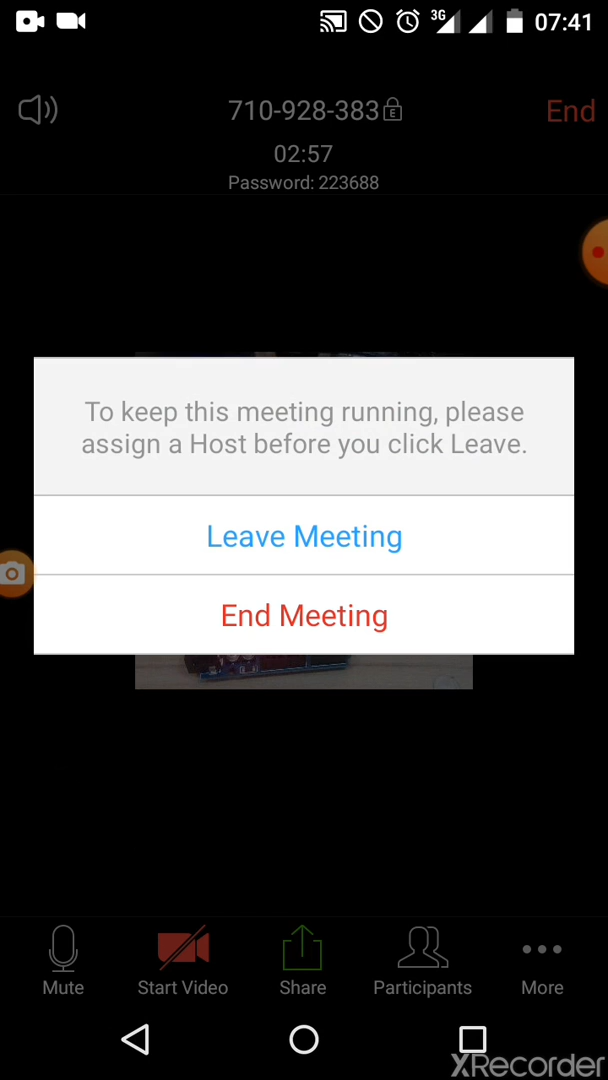 3G 07:41
710-928-383 End
02:57
Password: 223688
To keep this meeting running, please
assign a Host before you click Leave.
Leave Meeting
End Meeting
Mute Start Video Share Participants More
XRecorder